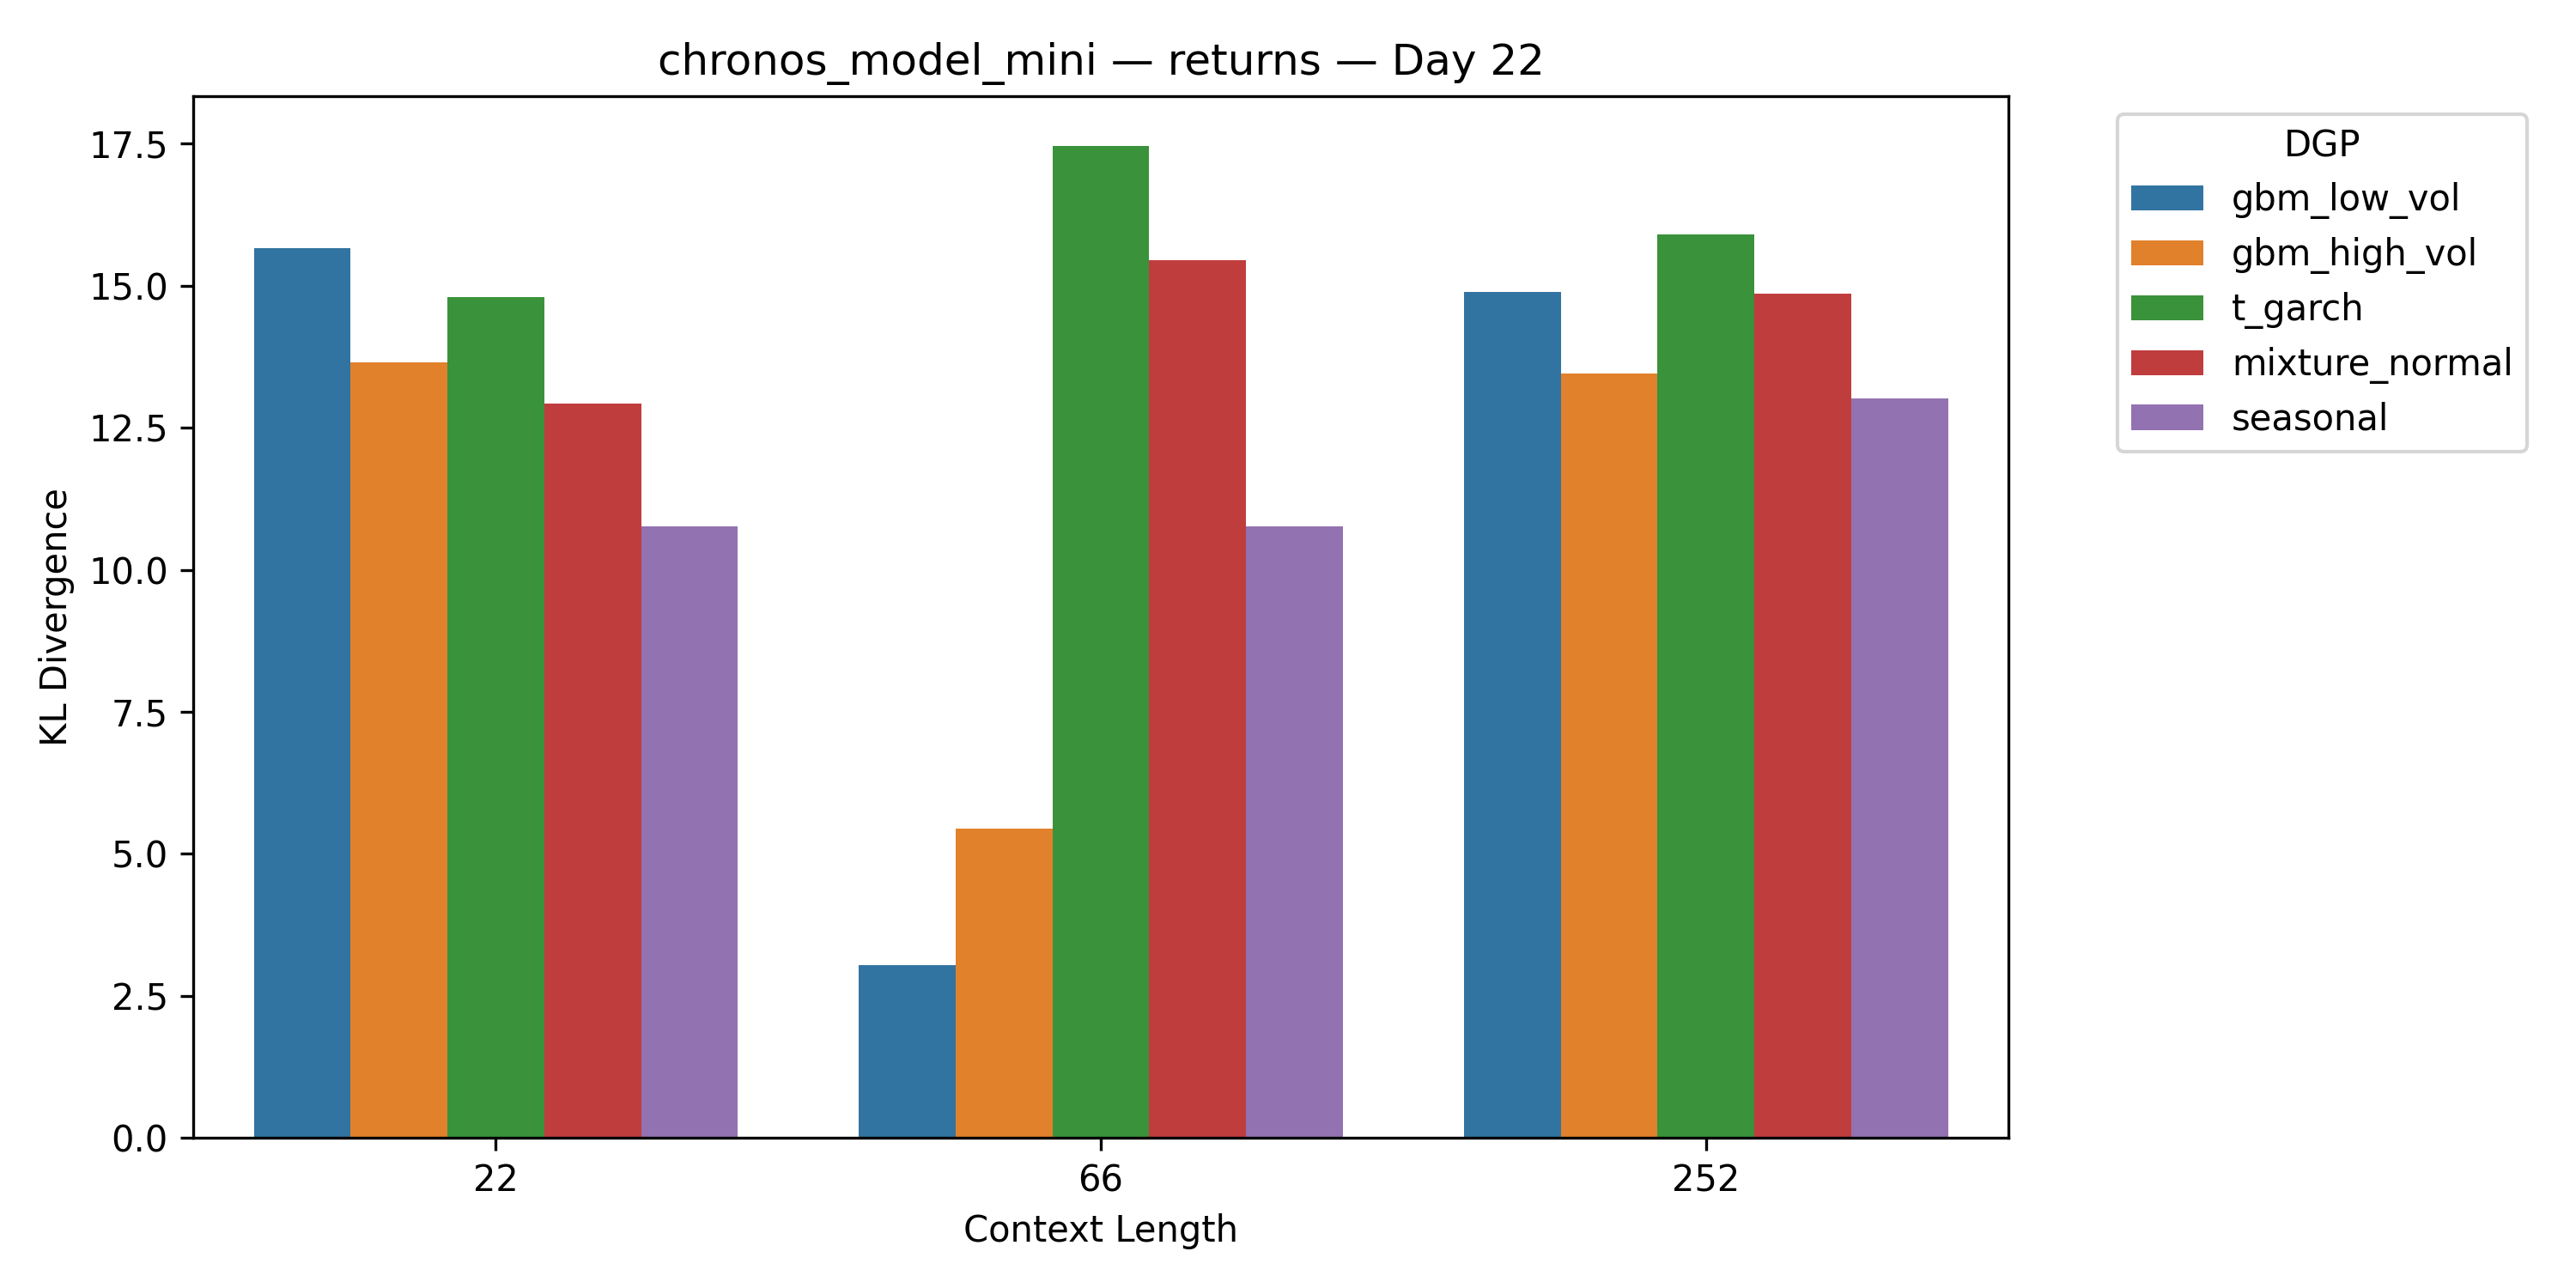 chronos_model_mini — returns — Day 22
KL Divergence
17.5
15.0
12.5
10.0
7.5
5.0
2.5
0.0
22
66
252
Context Length
DGP
gbm_low_vol
gbm_high_vol
t_garch
mixture_normal
seasonal